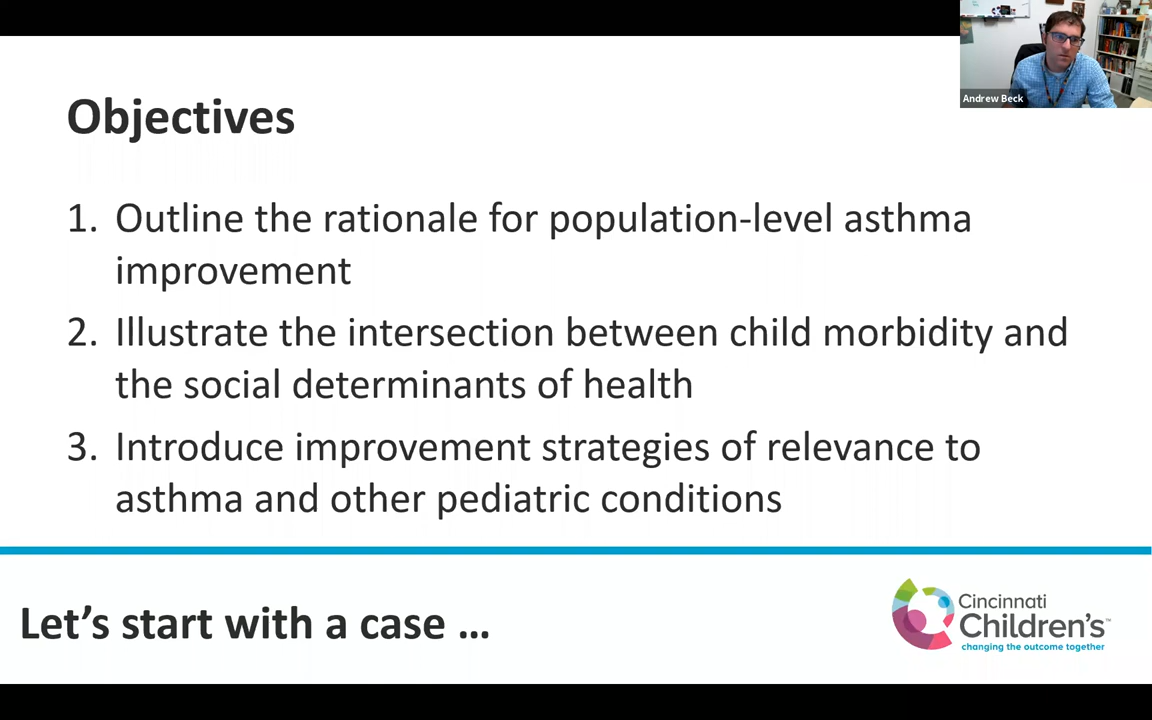 Andrew Beck
Objectives
1. Outline the rationale for population-level asthma
improvement
2. Illustrate the intersection between child morbidity and
the social determinants of health
3. Introduce improvement strategies of relevance to
asthma and other pediatric conditions
Let's start with a case ...
Cincinnati
Children's™
changing the outcome together